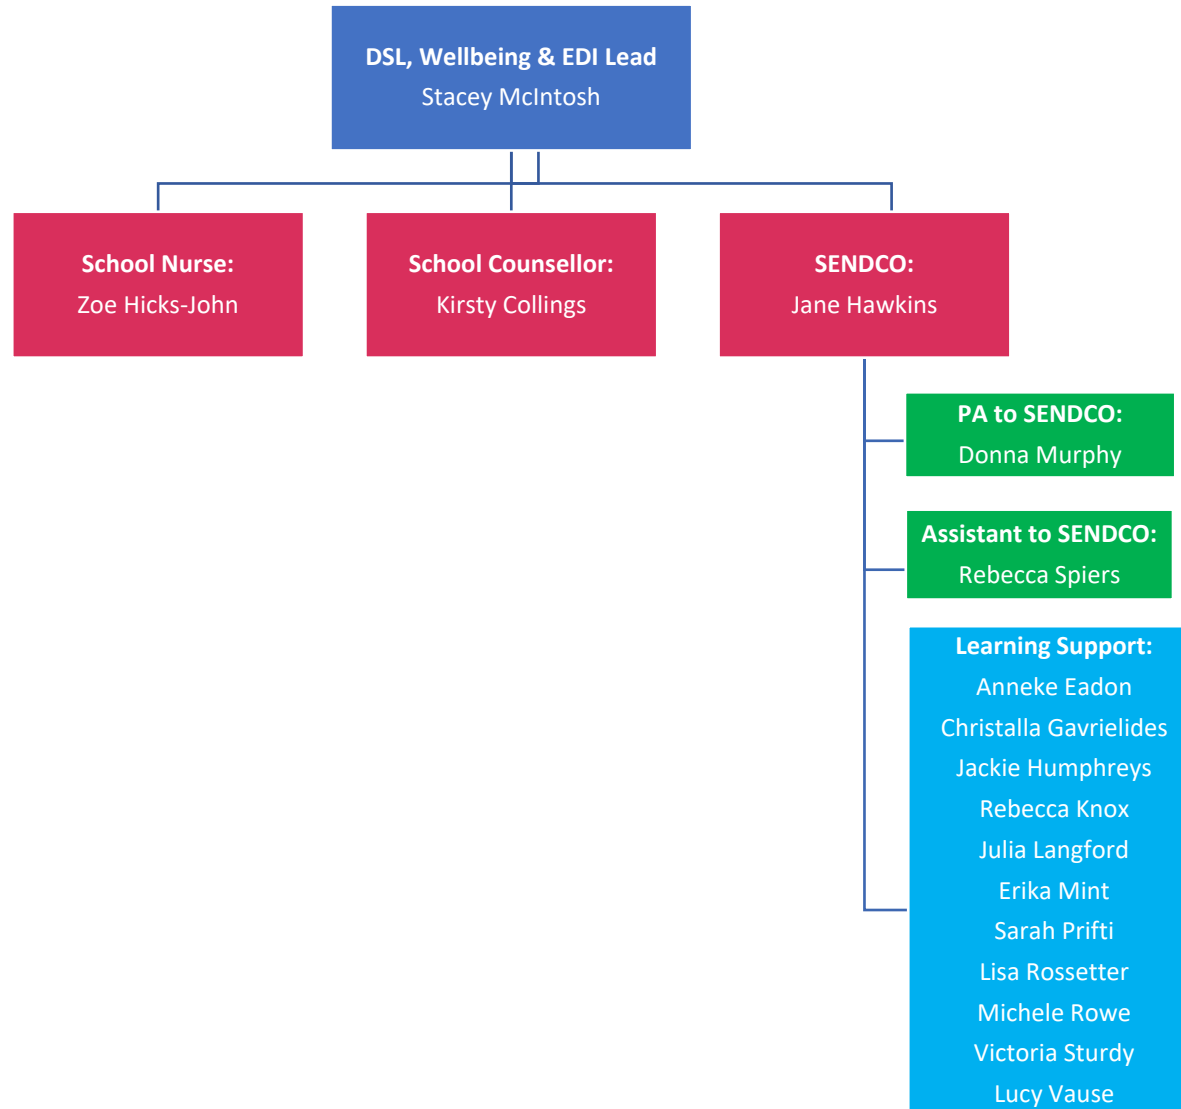 DSL, Wellbeing & EDI Lead
Stacey McIntosh
School Nurse:
Zoe Hicks-John
School Counsellor:
Kirsty Collings
SENDCO:
Jane Hawkins
PA to SENDCO:
Donna Murphy
Assistant to SENDCO:
Rebecca Spiers
Learning Support:
Anneke Eadon
Christalla Gavrielides
Jackie Humphreys
Rebecca Knox
Julia Langford
Erika Mint
Sarah Prifti
Lisa Rossetter
Michele Rowe
Victoria Sturdy
Lucy Vause